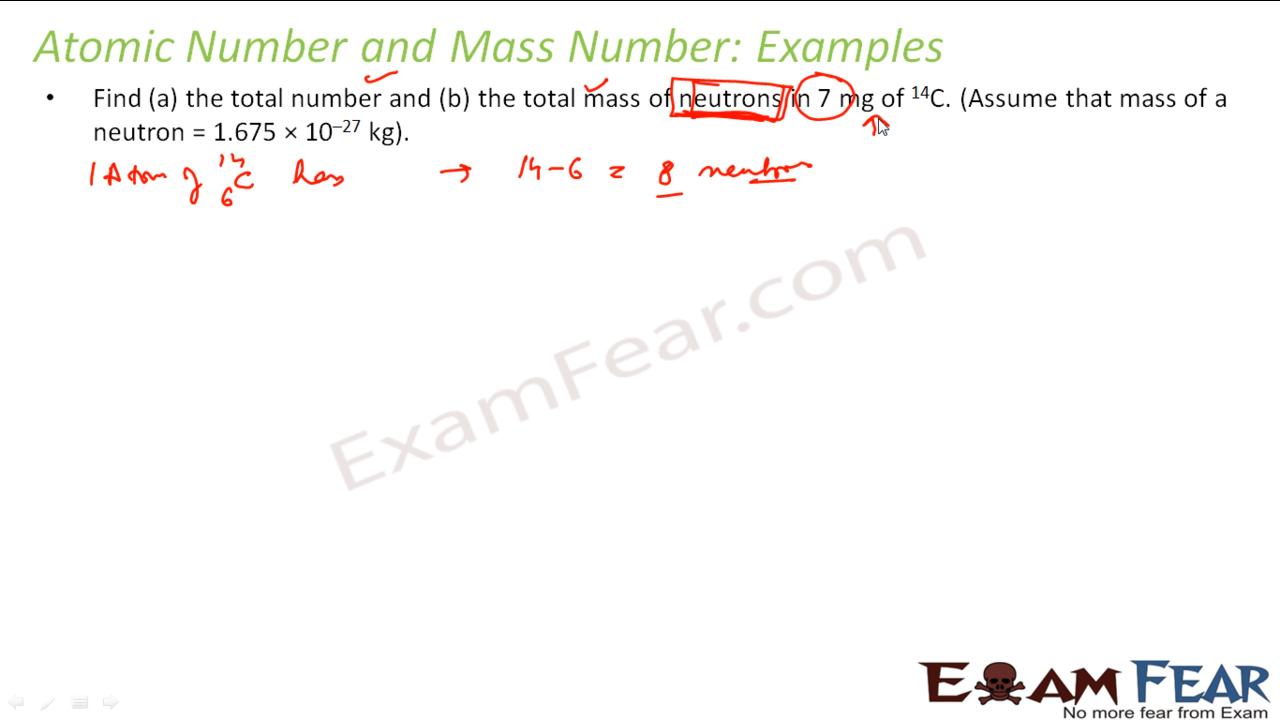 Atomic Number and Mass Number: Examples
• Find (a) the total number and (b) the total mass of neutrons in 7 mg of ¹⁴C. (Assume that mass of a
neutron = 1.675 × 10⁻²⁷ kg).
1 Atom of ¹⁴₆C has → 14-6 = 8 neutron
ExamFear.com
EXAM FEAR
No more fear from Exam